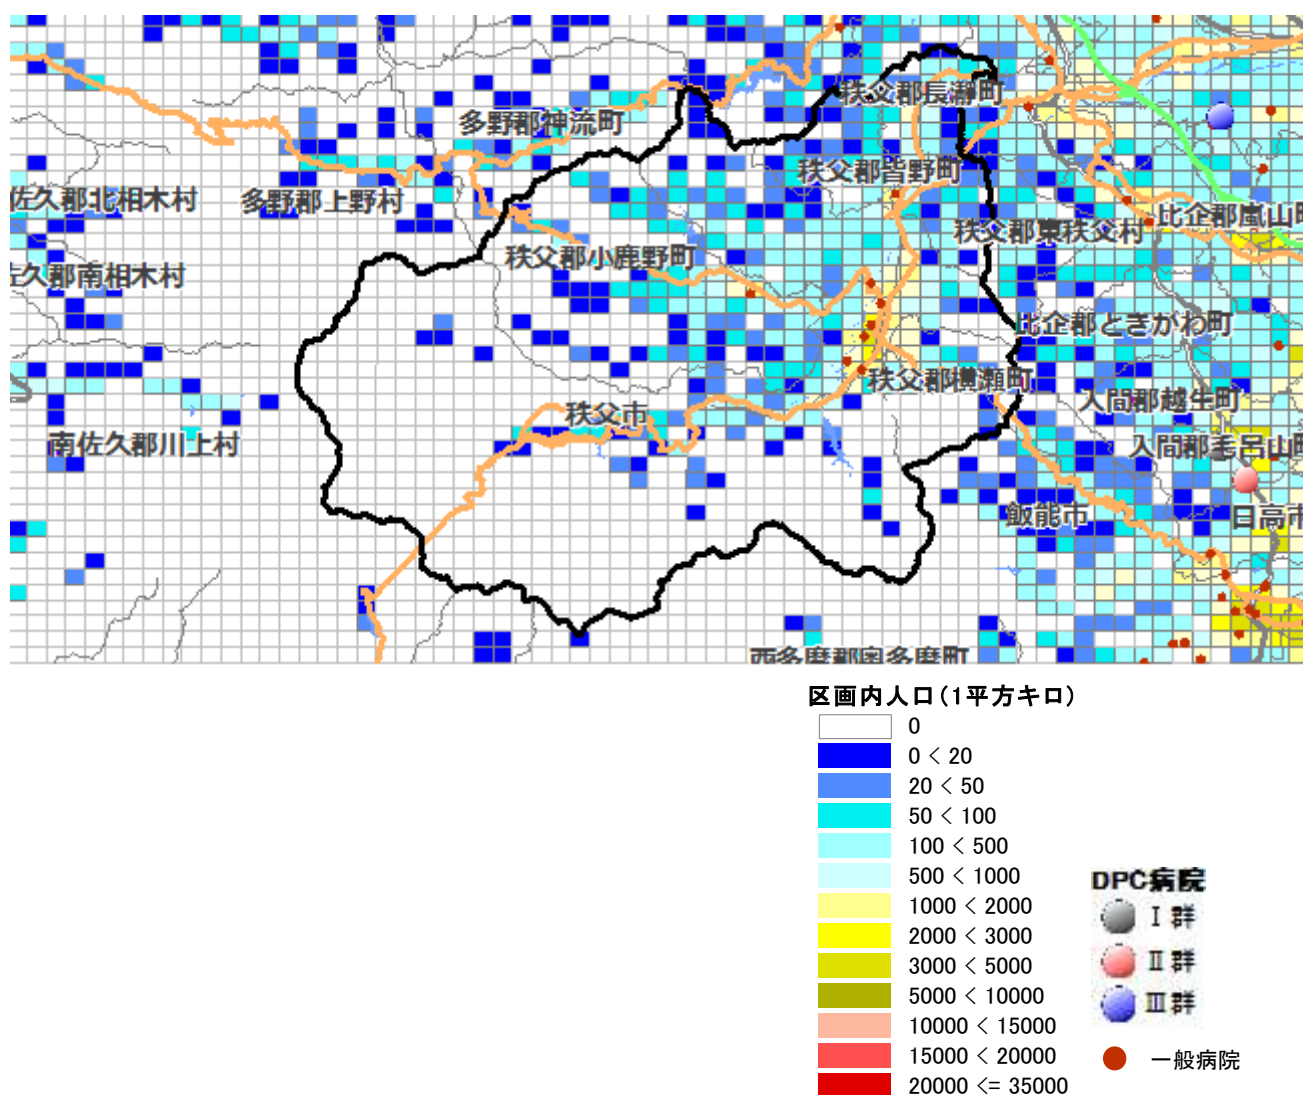 秩父郡長瀞町
多野郡神流町
秩父郡皆野町
佐久郡北相木村
多野郡上野村
比企郡嵐山町
秩父郡東秩父村
秩父郡小鹿野町
佐久郡南相木村
比企郡ときがわ町
秩父郡横瀬町
入間郡越生町
秩父市
南佐久郡川上村
入間郡毛呂山町
飯能市
日高市
西多摩郡奥多摩町
区画内人口(1平方キロ)
0
0 < 20
20 < 50
50 < 100
100 < 500
500 < 1000
1000 < 2000
2000 < 3000
3000 < 5000
5000 < 10000
10000 < 15000
15000 < 20000
20000 <= 35000
DPC病院
Ⅰ群
Ⅱ群
Ⅲ群
一般病院